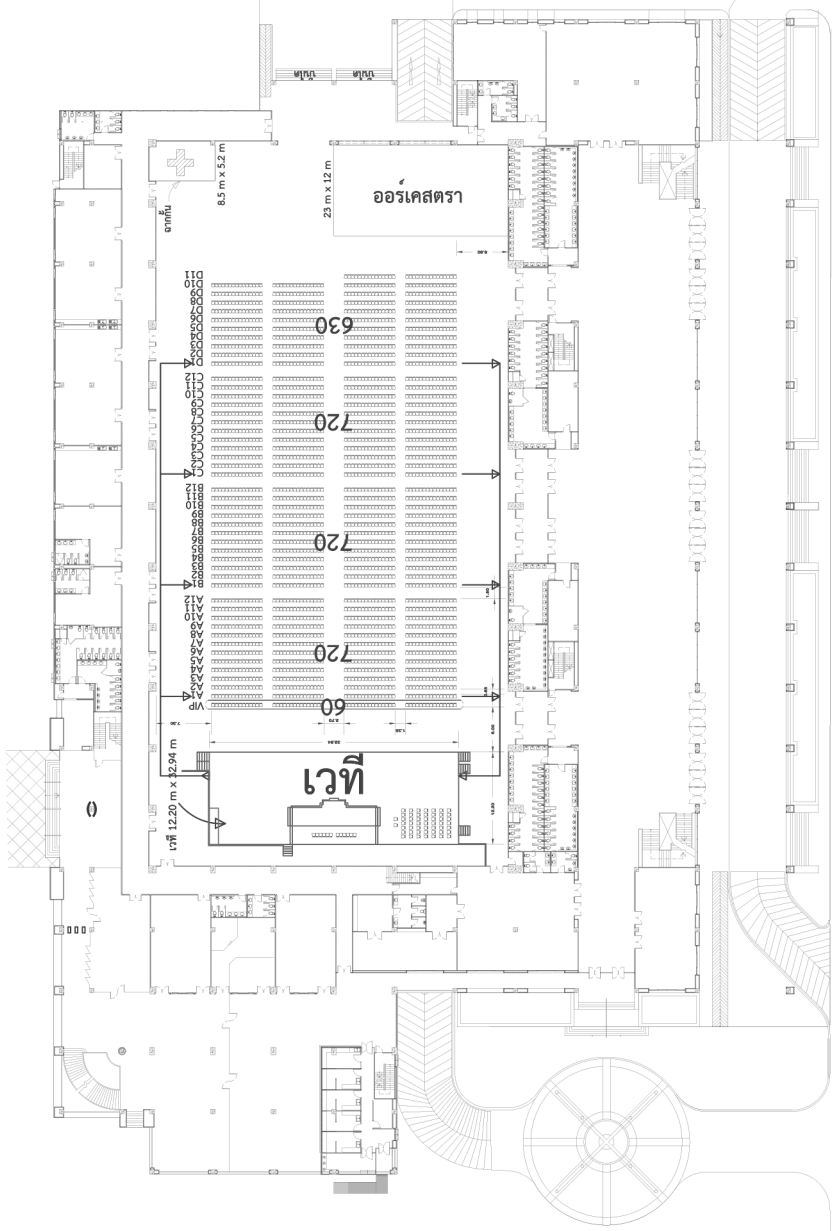 บันได บันได
8.5 m x 5.2 m
ฉากกั้น
23 m x 12 m
ออร์เคสตรา
D11
D10
D9
D8
D7
D6
D5
D4
D3
D2
D1
630
C12
C11
C10
C9
C8
C7
C6
C5
C4
C3
C2
C1
720
B12
B11
B10
B9
B8
B7
B6
B5
B4
B3
B2
B1
720
A12
A11
A10
A9
A8
A7
A6
A5
A4
A3
A2
A1
720
VIP
60
เวที
เวที 12.20 m x 32.94 m